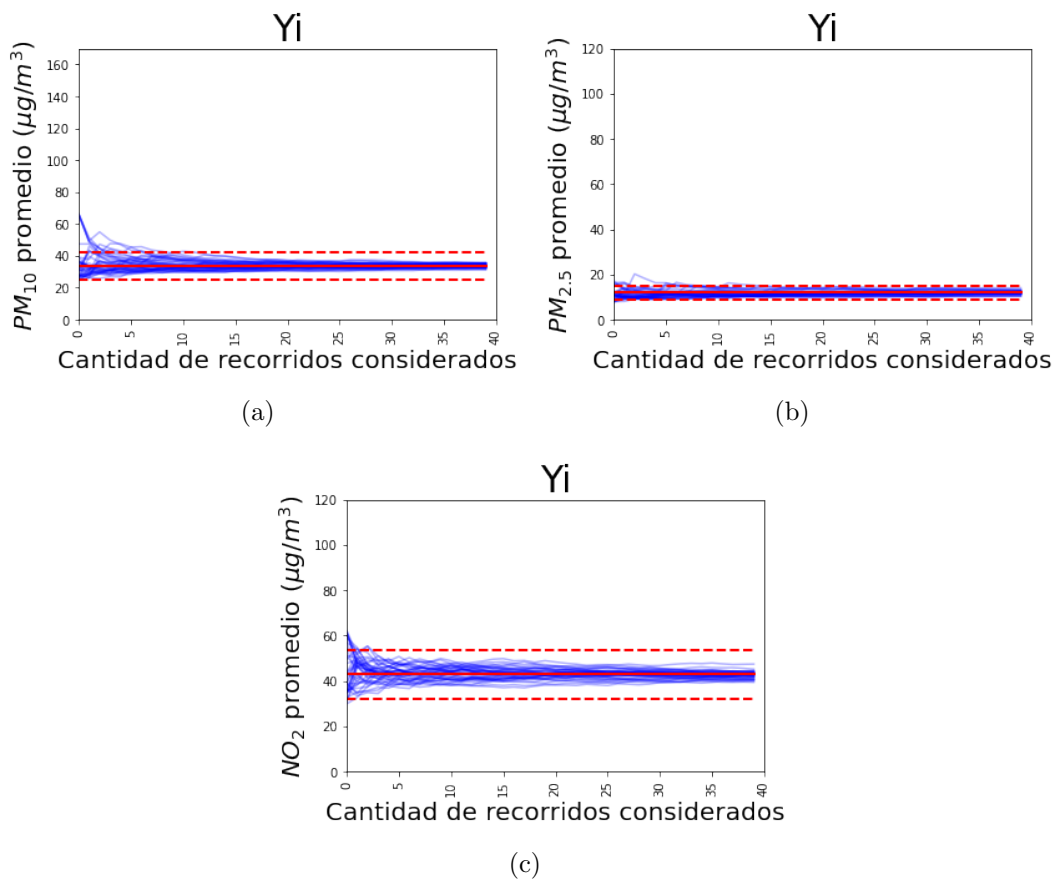 Yi
PM₁₀ promedio (μg/m³)
160
140
120
100
80
60
40
20
0
0 5 10 15 20 25 30 35 40
Cantidad de recorridos considerados
(a)
Yi
PM₂.₅ promedio (μg/m³)
120
100
80
60
40
20
0
0 5 10 15 20 25 30 35 40
Cantidad de recorridos considerados
(b)
Yi
NO₂ promedio (μg/m³)
120
100
80
60
40
20
0
0 5 10 15 20 25 30 35 40
Cantidad de recorridos considerados
(c)